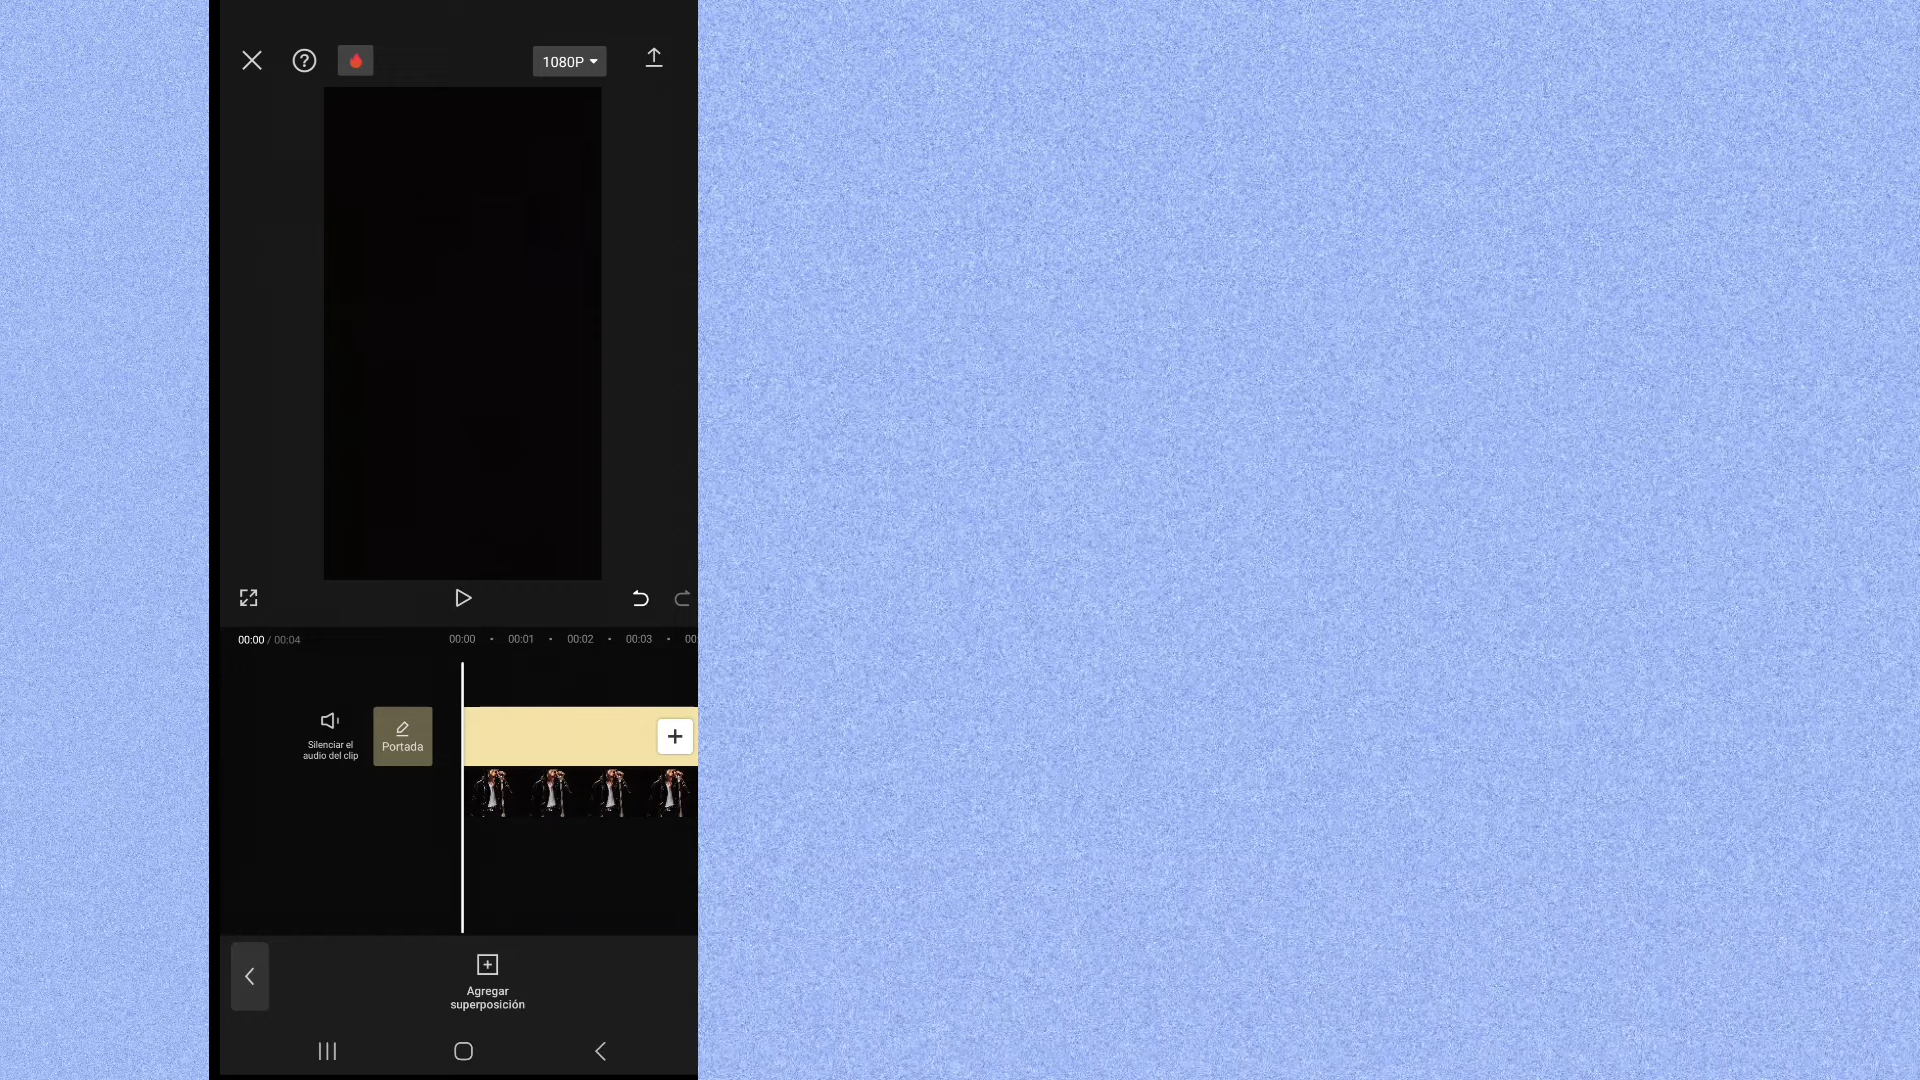 1080P
00:00 / 00:04
00:00 00:01 00:02 00:03 00:
Silenciar el
audio del clip
Portada
Agregar
superposición